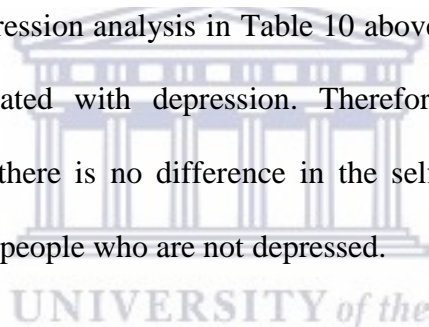 ression analysis in Table 10 above
ated with depression. Therefor
there is no difference in the self
people who are not depressed.
UNIVERSITY of the